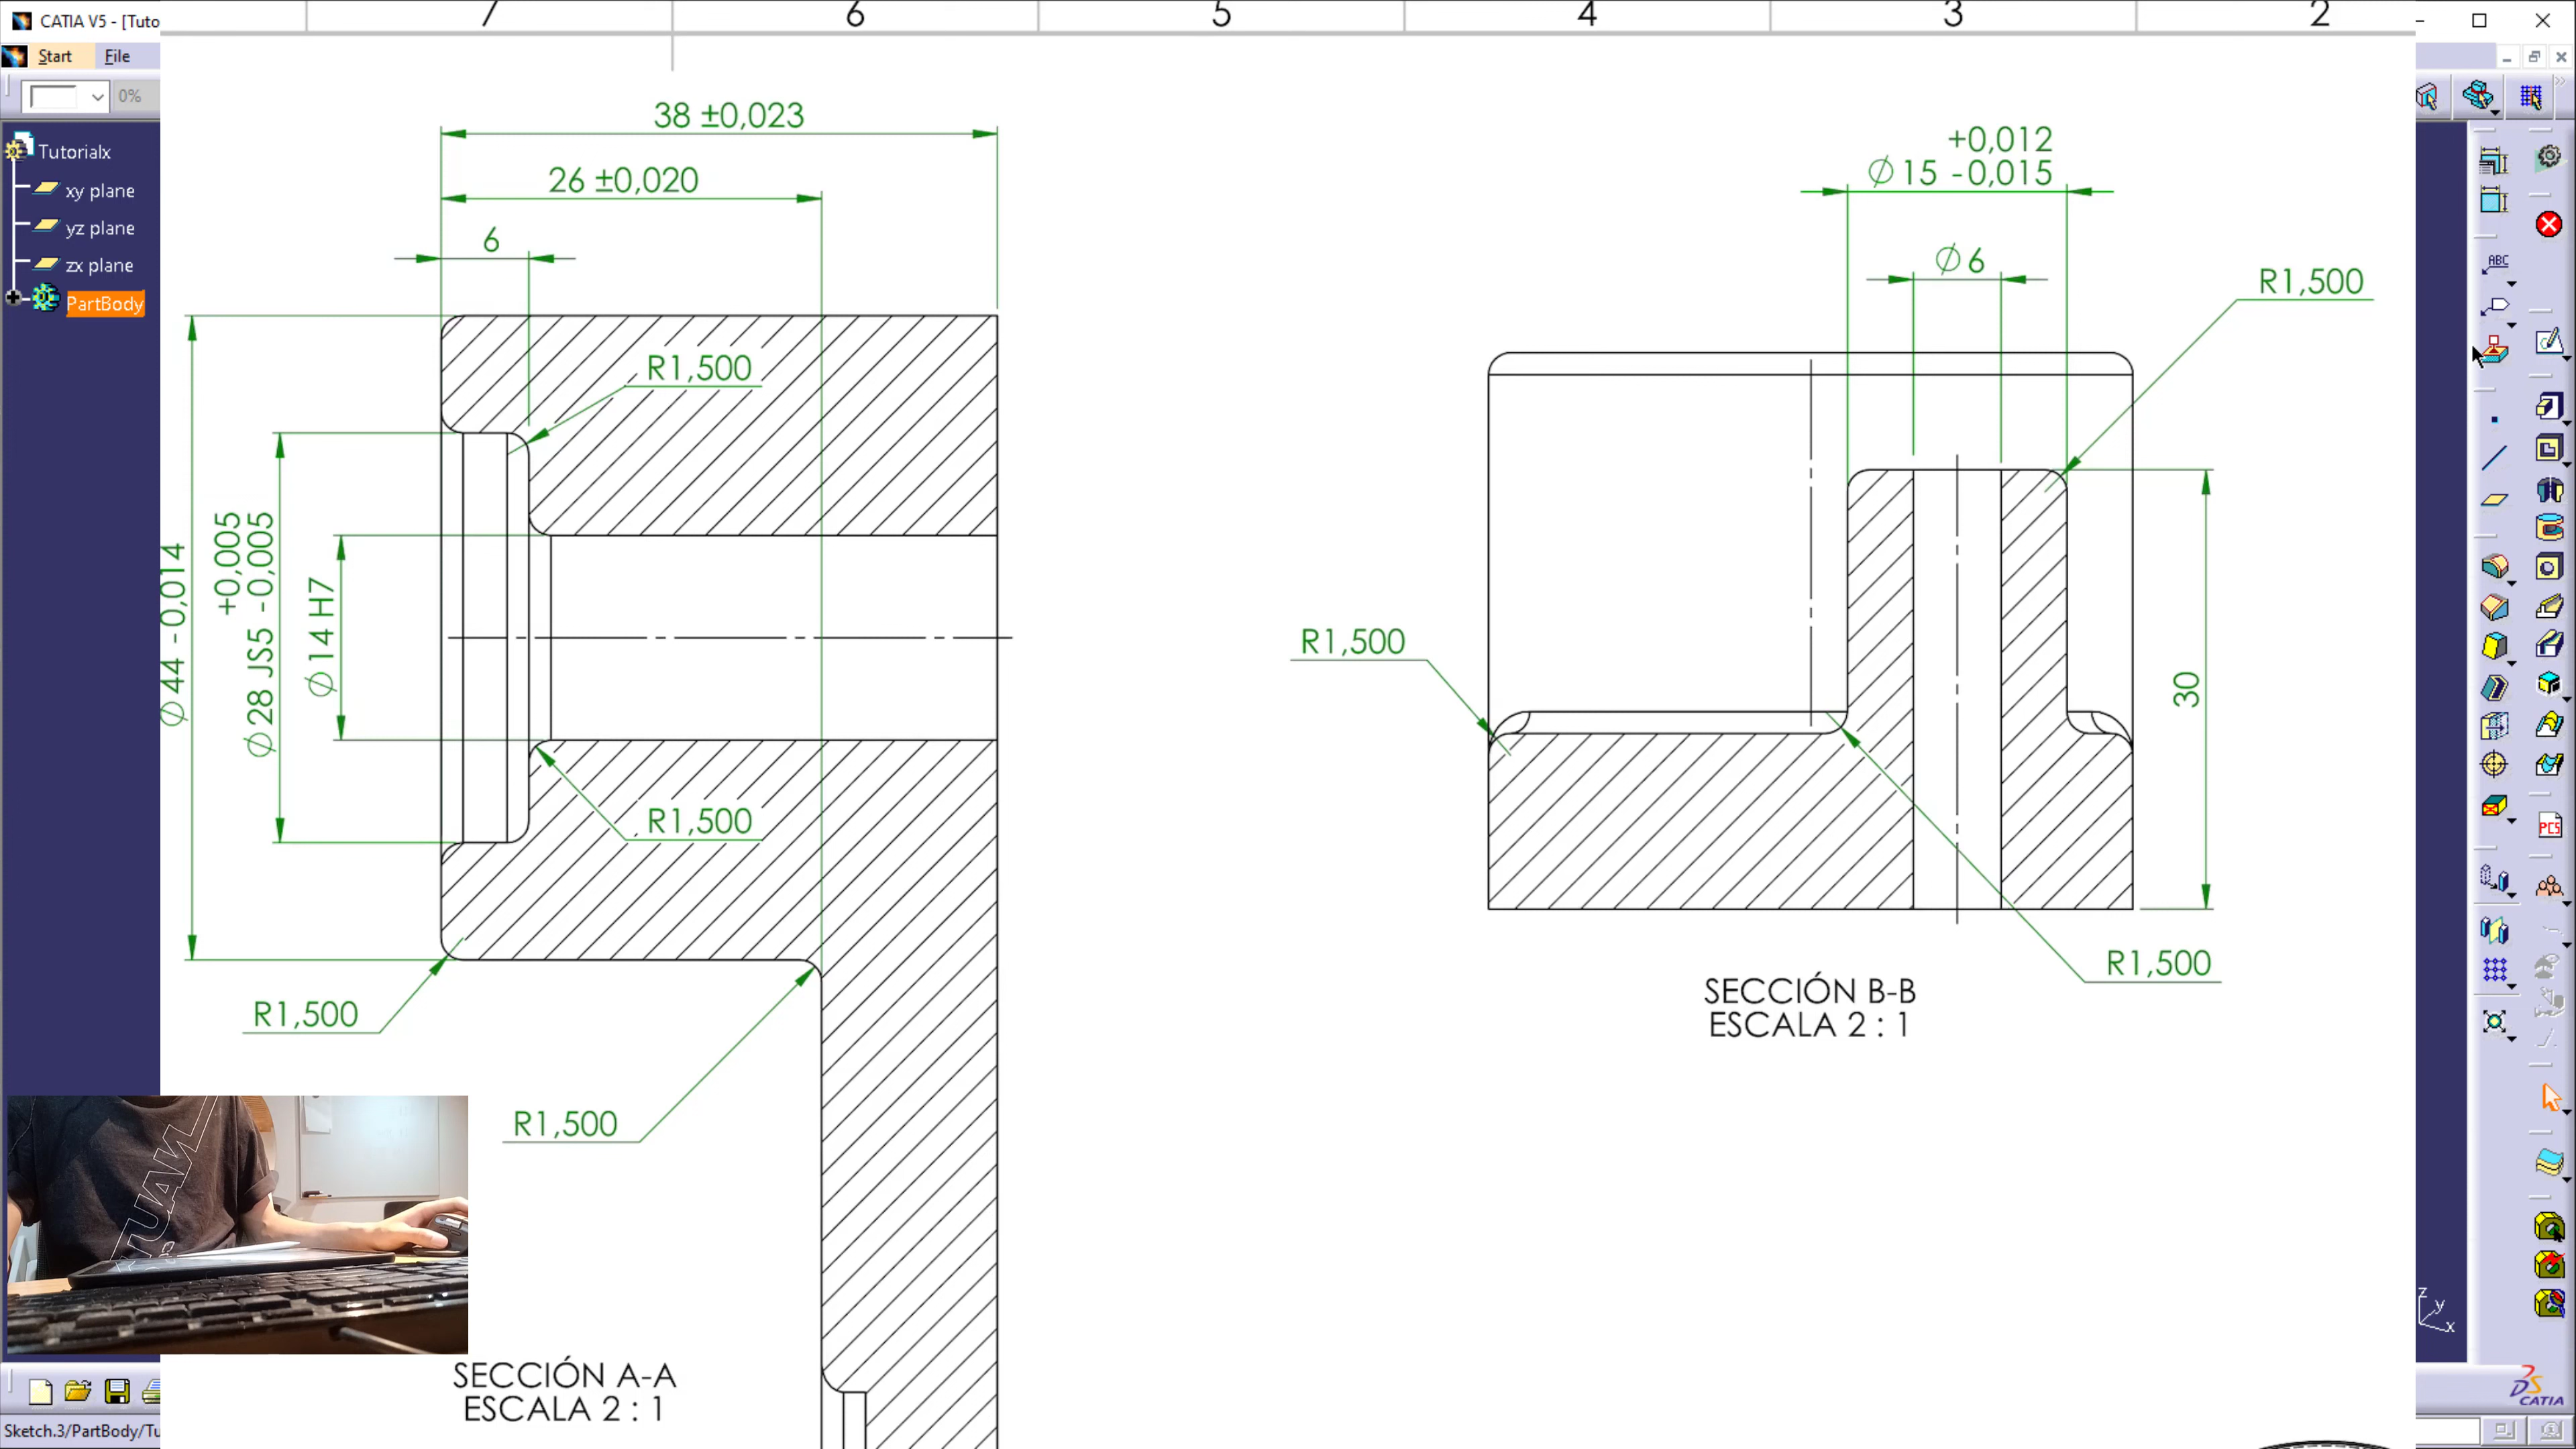 CATIA V5 - [Tuto
Start File
0%
Tutorialx
xy plane
yz plane
zx plane
PartBody
7 6 5 4 3 2
38 ±0,023
26 ±0,020
6
R1,500
∅ 44 -0,014
+0,005
∅ 28 JS5 -0,005
∅ 14 H7
R1,500
R1,500
R1,500
SECCIÓN A-A
ESCALA 2 : 1
+0,012
∅ 15 -0,015
∅ 6
R1,500
R1,500
30
R1,500
SECCIÓN B-B
ESCALA 2 : 1
ABC
PCS
z
y
x
CATIA
Sketch.3/PartBody/Tu